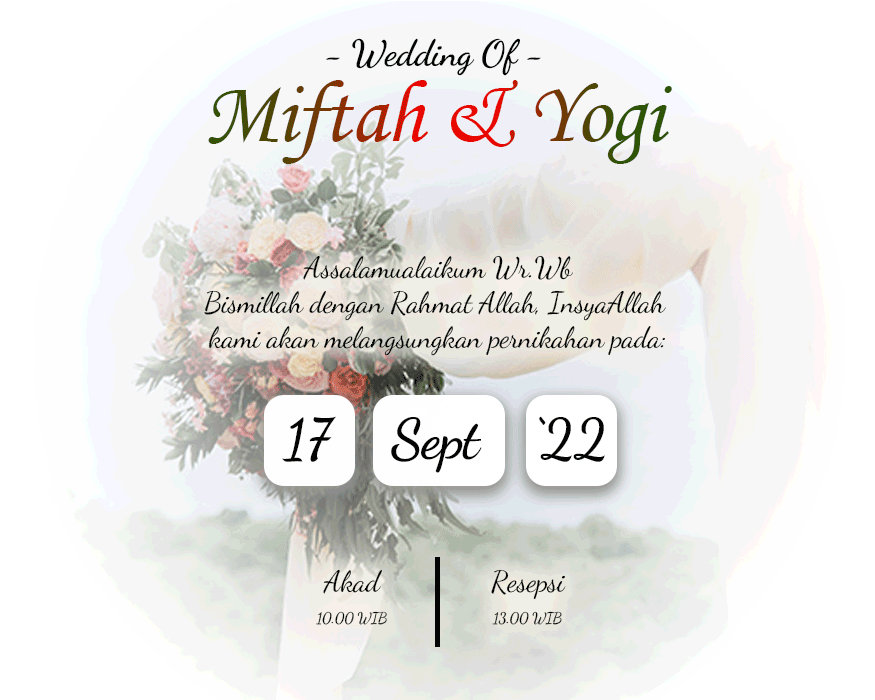 - Wedding Of -
Miftah & Yogi
Assalamualaikum Wr.Wb
Bismillah dengan Rahmat Allah, InsyaAllah
kami akan melangsungkan pernikahan pada:
17 Sept '22
Akad Resepsi
10.00 WIB 13.00 WIB